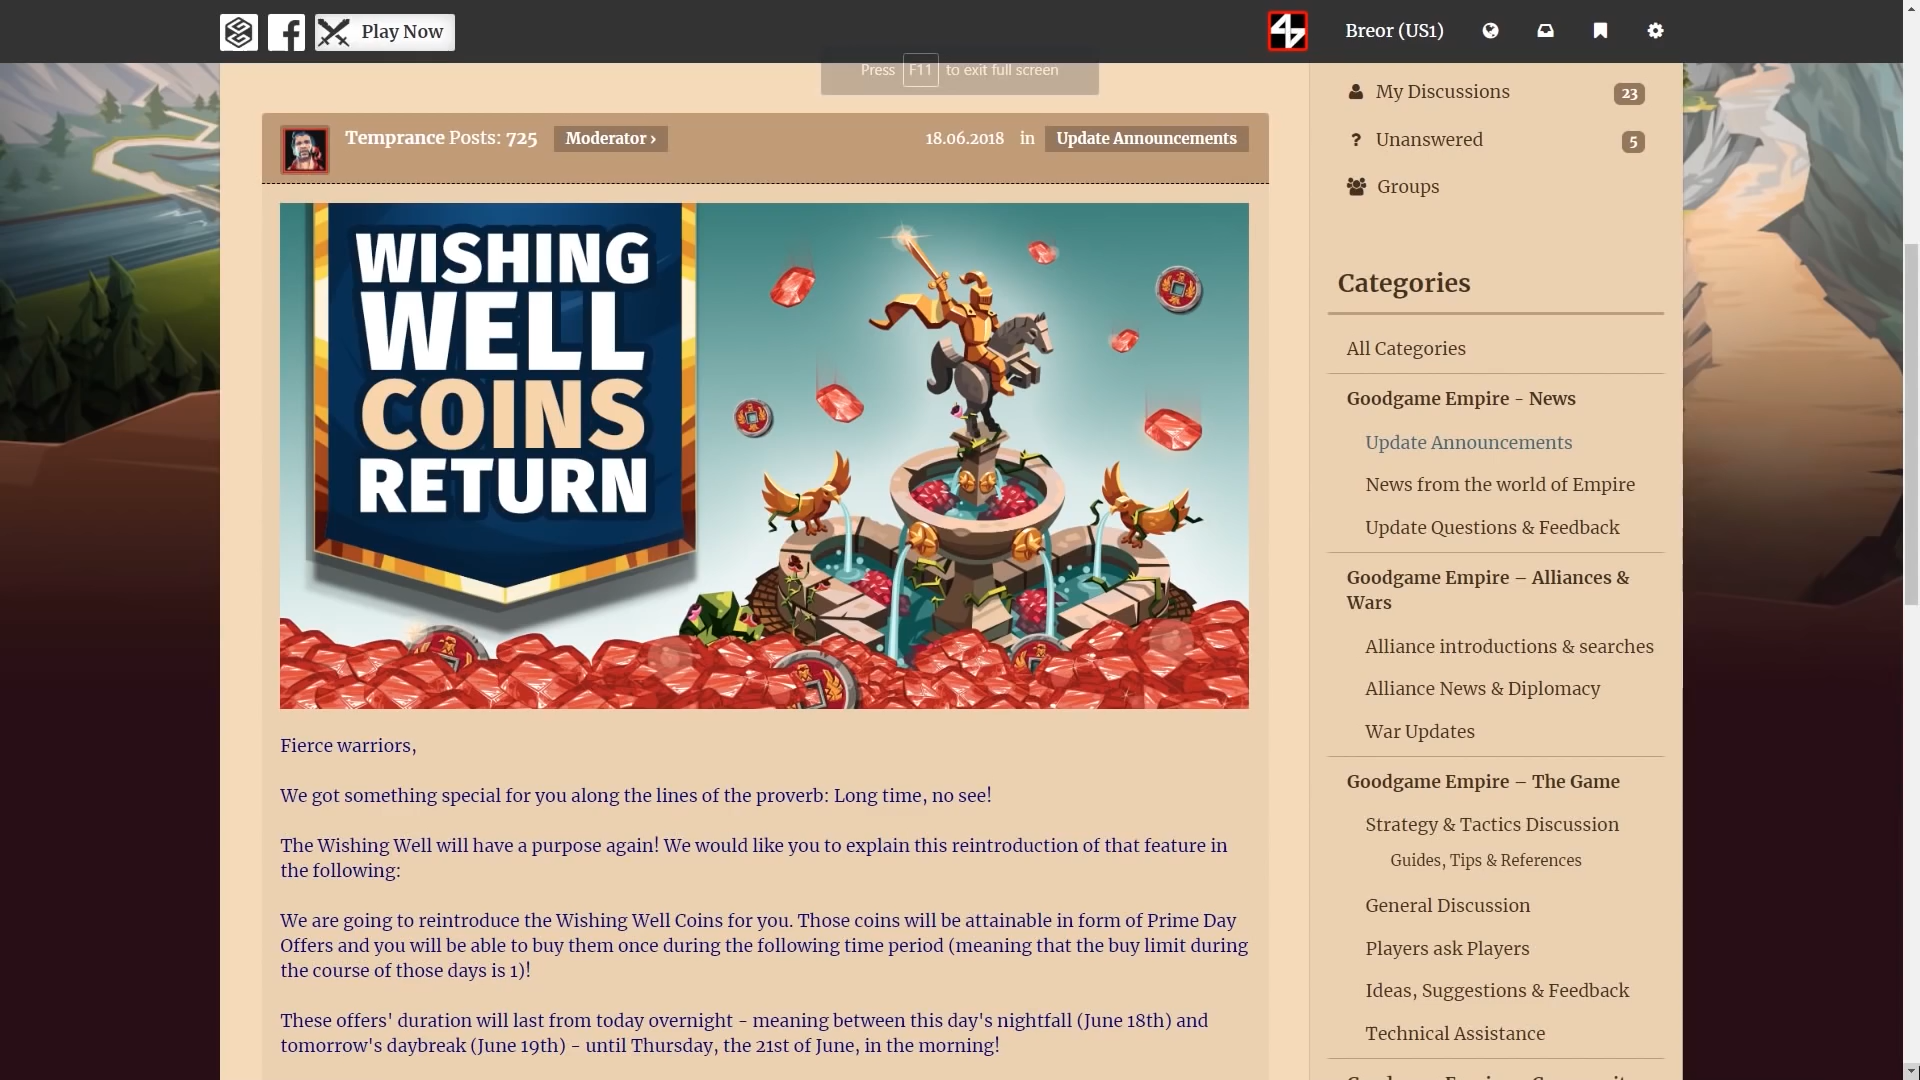 Play Now
Breor (US1)
Press F11 to exit full screen
Temprance Posts: 725 Moderator ›
18.06.2018 in Update Announcements
WISHING
WELL
COINS
RETURN
Fierce warriors,
We got something special for you along the lines of the proverb: Long time, no see!
The Wishing Well will have a purpose again! We would like you to explain this reintroduction of that feature in
the following:
We are going to reintroduce the Wishing Well Coins for you. Those coins will be attainable in form of Prime Day
Offers and you will be able to buy them once during the following time period (meaning that the buy limit during
the course of those days is 1)!
These offers' duration will last from today overnight - meaning between this day's nightfall (June 18th) and
tomorrow's daybreak (June 19th) - until Thursday, the 21st of June, in the morning!
My Discussions 23
? Unanswered 5
Groups
Categories
All Categories
Goodgame Empire - News
Update Announcements
News from the world of Empire
Update Questions & Feedback
Goodgame Empire – Alliances &
Wars
Alliance introductions & searches
Alliance News & Diplomacy
War Updates
Goodgame Empire – The Game
Strategy & Tactics Discussion
Guides, Tips & References
General Discussion
Players ask Players
Ideas, Suggestions & Feedback
Technical Assistance